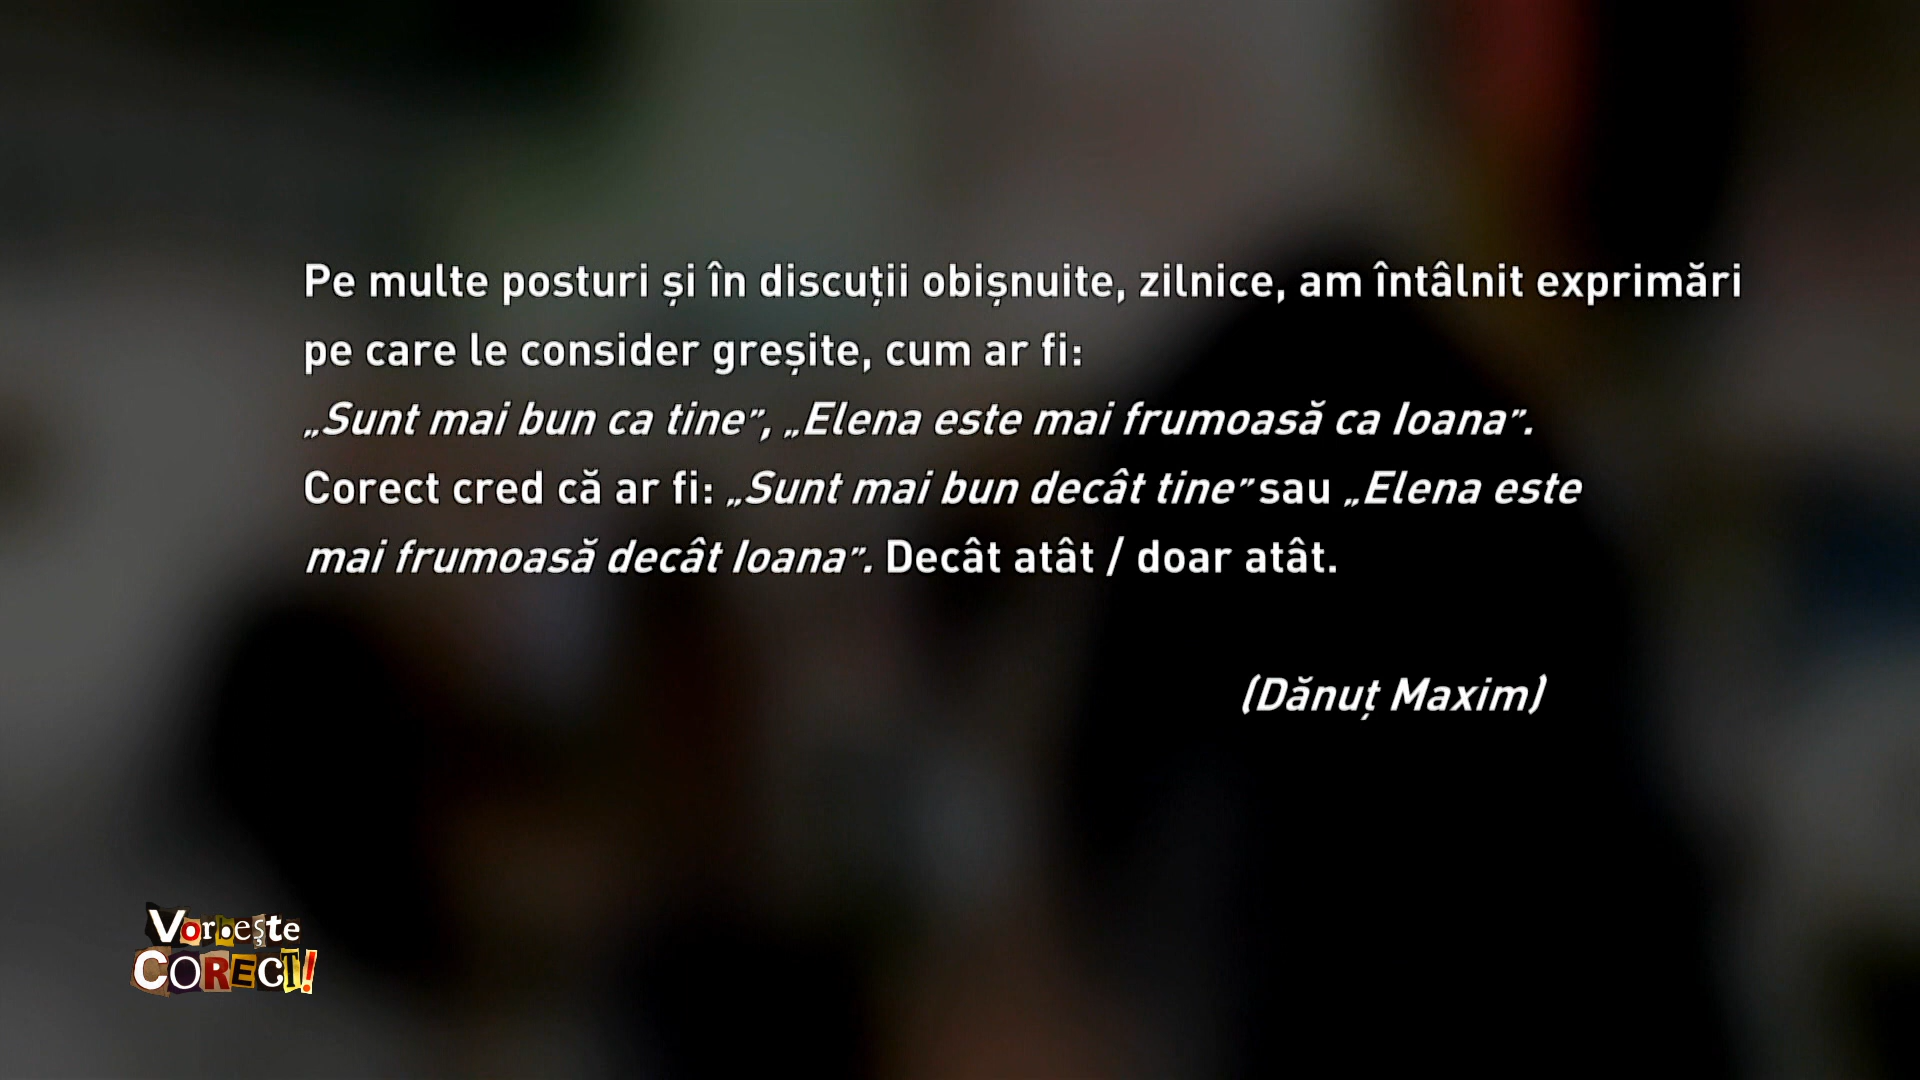 Pe multe posturi și în discuții obișnuite, zilnice, am întâlnit exprimări
pe care le consider greșite, cum ar fi:
„Sunt mai bun ca tine”, „Elena este mai frumoasă ca Ioana”.
Corect cred că ar fi: „Sunt mai bun decât tine” sau „Elena este
mai frumoasă decât Ioana”. Decât atât / doar atât.
(Dănuț Maxim)
Vorbește
CORECT!